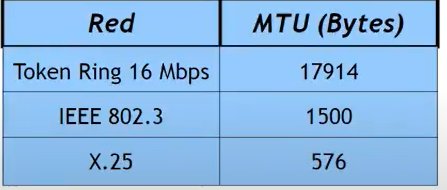 Red MTU (Bytes)
Token Ring 16 Mbps 17914
IEEE 802.3 1500
X.25 576